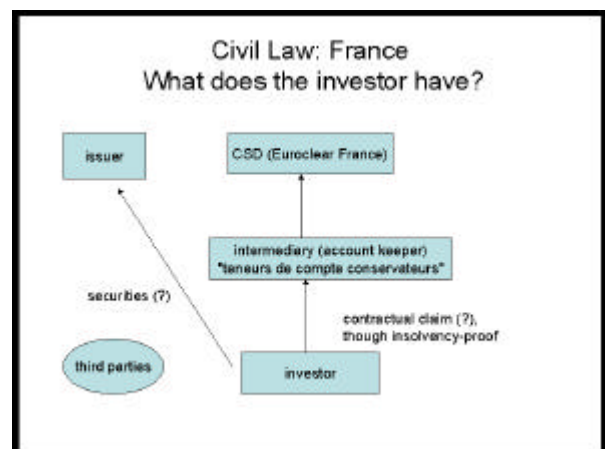 Civil Law: France
What does the investor have?
issuer
CSD (Euroclear France)
intermediary (account keeper)
"teneurs de compte conservateurs"
securities (?)
contractual claim (?),
though insolvency-proof
third parties
investor